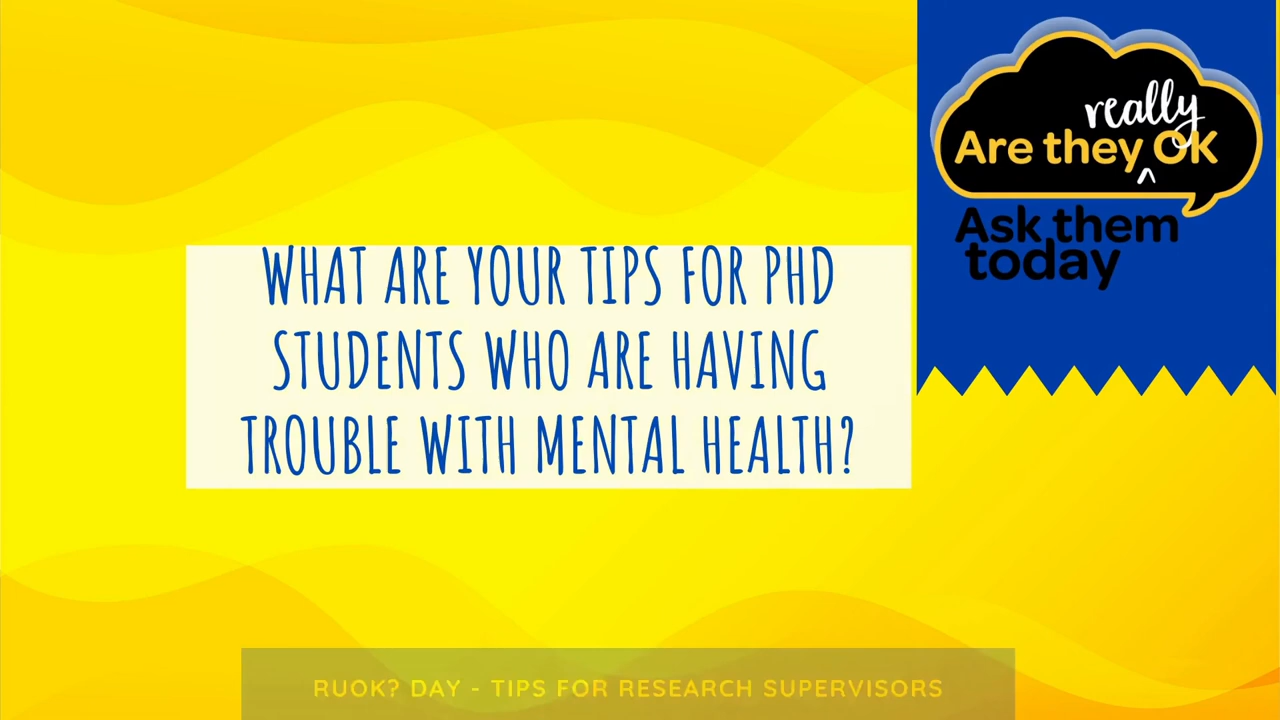 WHAT ARE YOUR TIPS FOR PHD
STUDENTS WHO ARE HAVING
TROUBLE WITH MENTAL HEALTH?
really
Are they OK
^
Ask them
today
RUOK? DAY - TIPS FOR RESEARCH SUPERVISORS